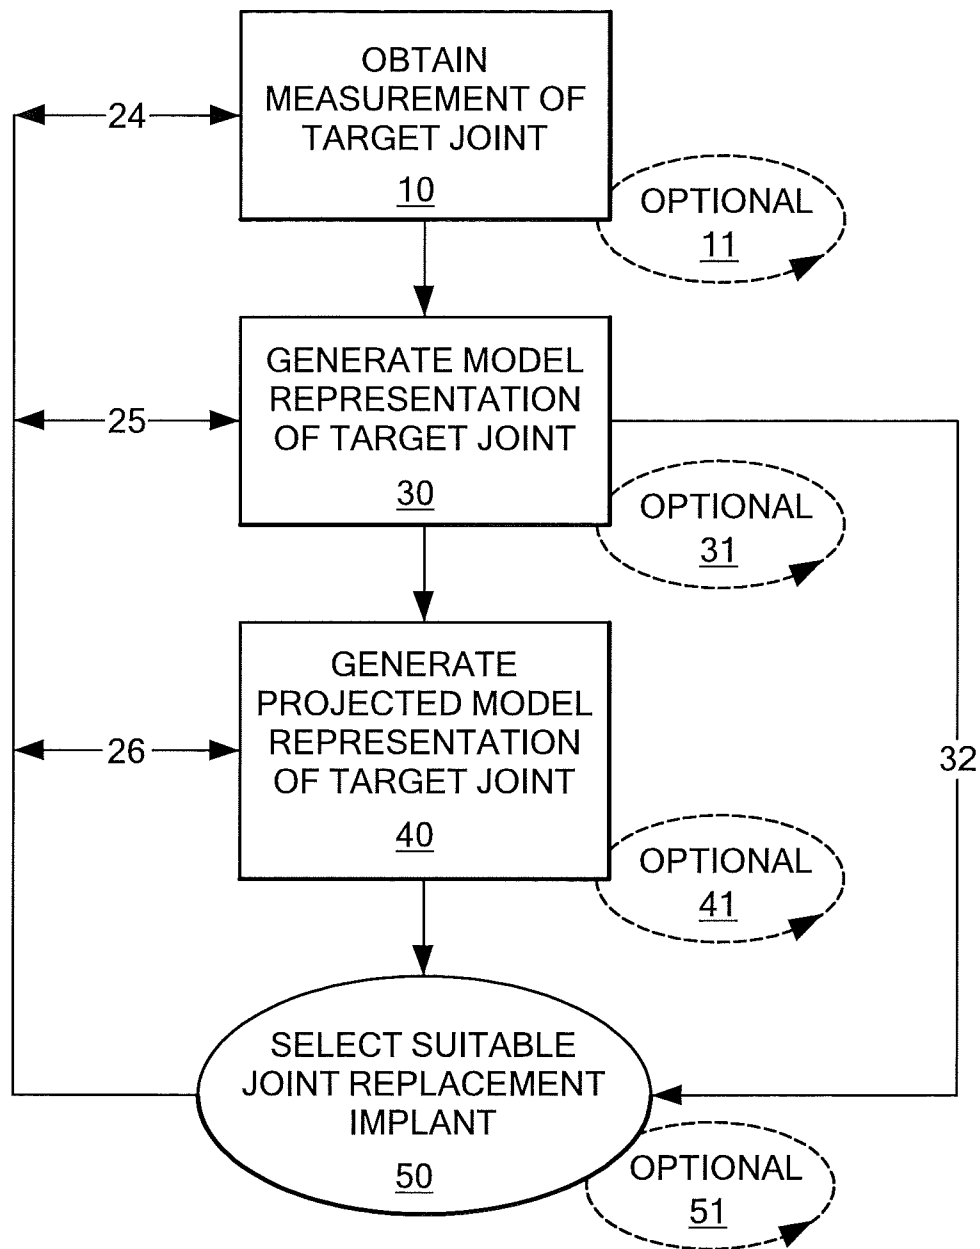 OBTAIN
MEASUREMENT OF
TARGET JOINT
10
24
OPTIONAL
11
GENERATE MODEL
REPRESENTATION
OF TARGET JOINT
30
25
OPTIONAL
31
GENERATE
PROJECTED MODEL
REPRESENTATION
OF TARGET JOINT
40
26
32
OPTIONAL
41
SELECT SUITABLE
JOINT REPLACEMENT
IMPLANT
50
OPTIONAL
51